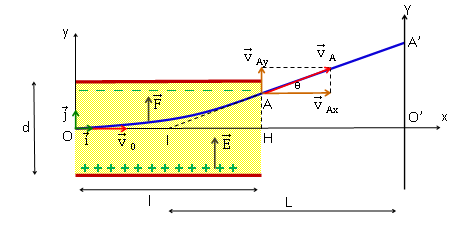 y
Y
v⃗ Ay
v⃗ A
A'
− − − − − − − − − − − −
F⃗
θ
j⃗
A
v⃗ Ax
d
O
i⃗
v⃗ 0
I
H
O'
x
E⃗
+ + + + + + + + + + + +
l
L